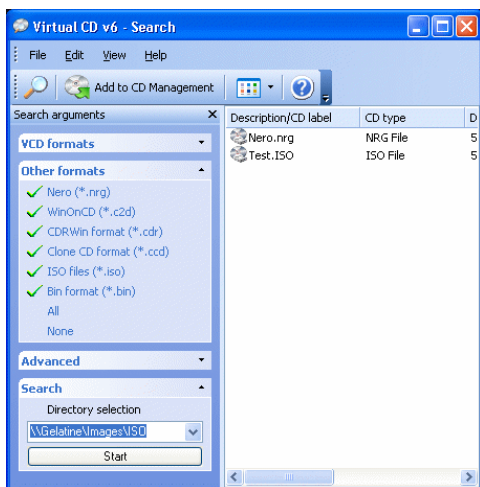 Virtual CD v6 - Search
File Edit View Help
Add to CD Management
Search arguments
VCD formats
Other formats
Nero (*.nrg)
WinOnCD (*.c2d)
CDRWin format (*.cdr)
Clone CD format (*.ccd)
ISO files (*.iso)
Bin format (*.bin)
All
None
Advanced
Search
Directory selection
\\Gelatine\Images\ISO
Start
Description/CD label CD type D
Nero.nrg NRG File 5
Test.ISO ISO File 5